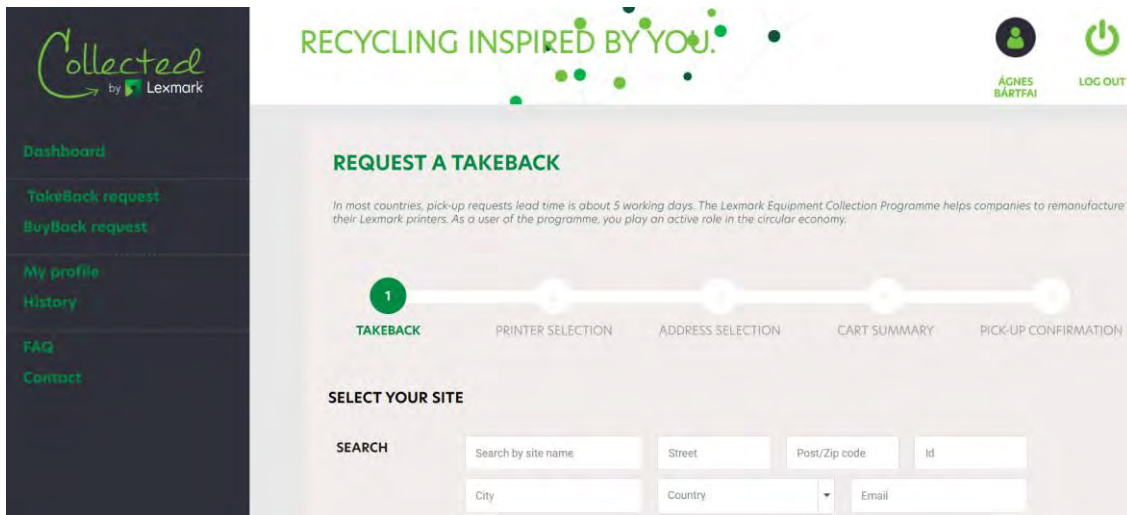 Collected
by Lexmark
RECYCLING INSPIRED BY YOU.
ÁGNES
BÁRTFAI
LOG OUT
Dashboard
TakeBack request
BuyBack request
My profile
History
FAQ
Contact
REQUEST A TAKEBACK
In most countries, pick-up requests lead time is about 5 working days. The Lexmark Equipment Collection Programme helps companies to remanufacture
their Lexmark printers. As a user of the programme, you play an active role in the circular economy.
1
TAKEBACK
PRINTER SELECTION
ADDRESS SELECTION
CART SUMMARY
PICK-UP CONFIRMATION
SELECT YOUR SITE
SEARCH
Search by site name
Street
Post/Zip code
Id
City
Country
Email